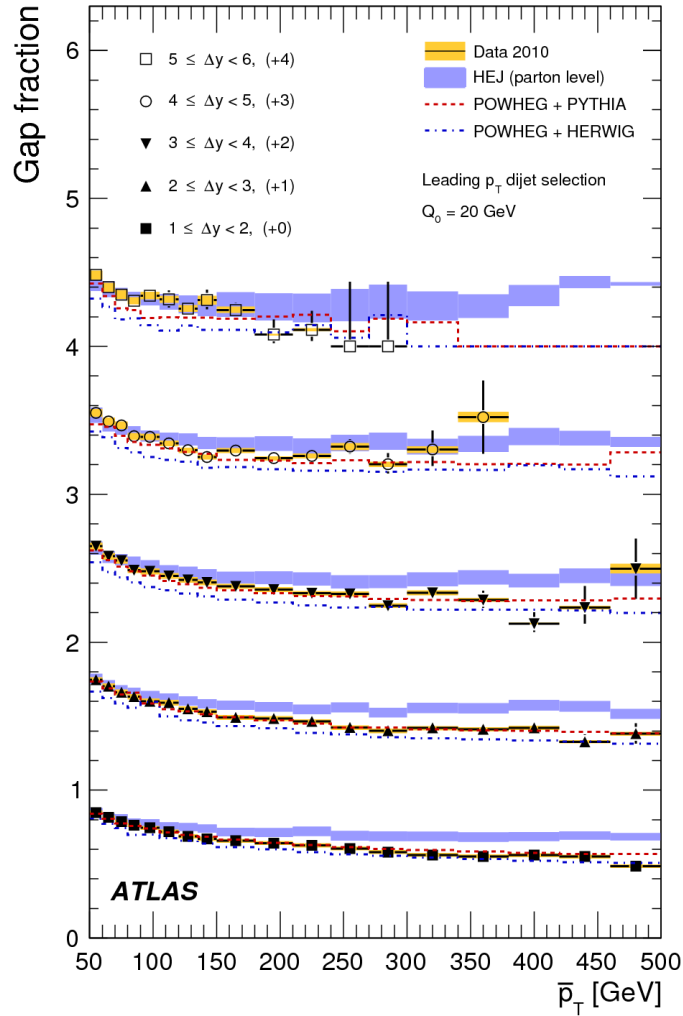 Gap fraction
6
5
4
3
2
1
0
5 ≤ Δy < 6, (+4)
4 ≤ Δy < 5, (+3)
3 ≤ Δy < 4, (+2)
2 ≤ Δy < 3, (+1)
1 ≤ Δy < 2, (+0)
Data 2010
HEJ (parton level)
POWHEG + PYTHIA
POWHEG + HERWIG
Leading p_T dijet selection
Q_0 = 20 GeV
ATLAS
50 100 150 200 250 300 350 400 450 500
p̅_T [GeV]